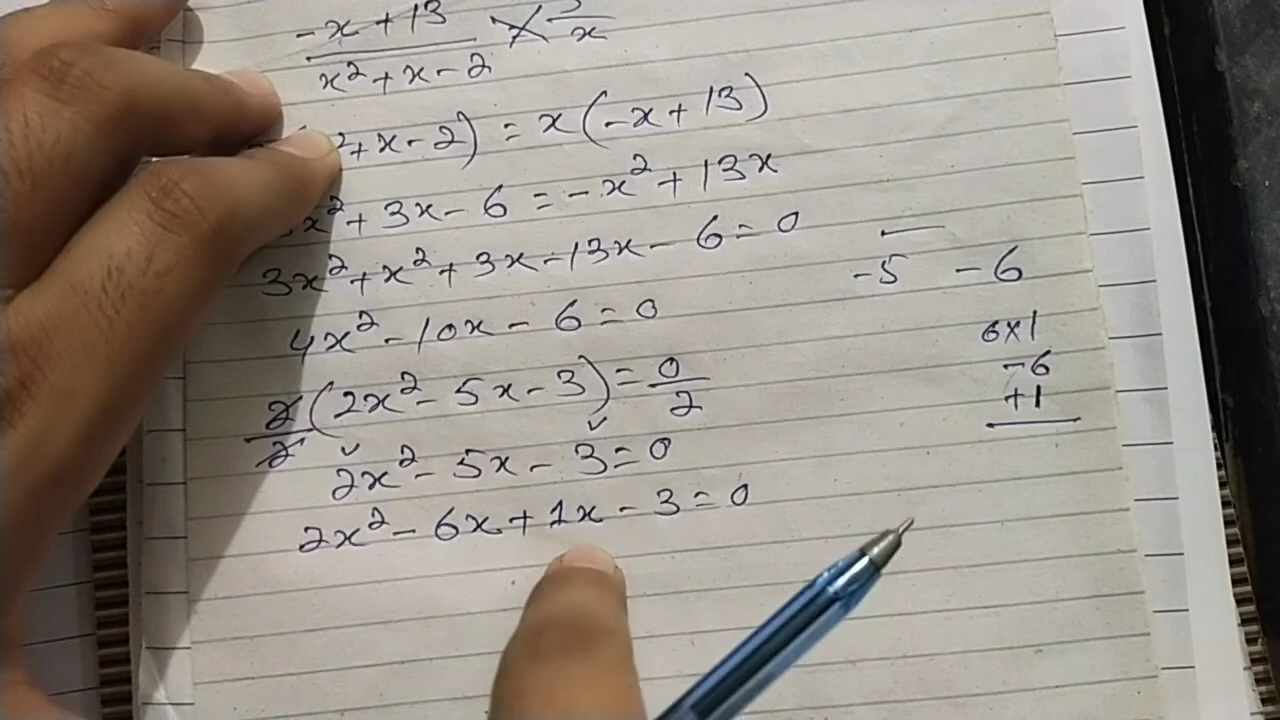 -x + 13 / x² + x - 2 × / x
² + x - 2) = x(-x + 13)
x² + 3x - 6 = -x² + 13x
3x² + x² + 3x - 13x - 6 = 0
-5 -6
4x² - 10x - 6 = 0
6x1
-6
+1
2/2 (2x² - 5x - 3) = 0/2
2x² - 5x - 3 = 0
2x² - 6x + 1x - 3 = 0